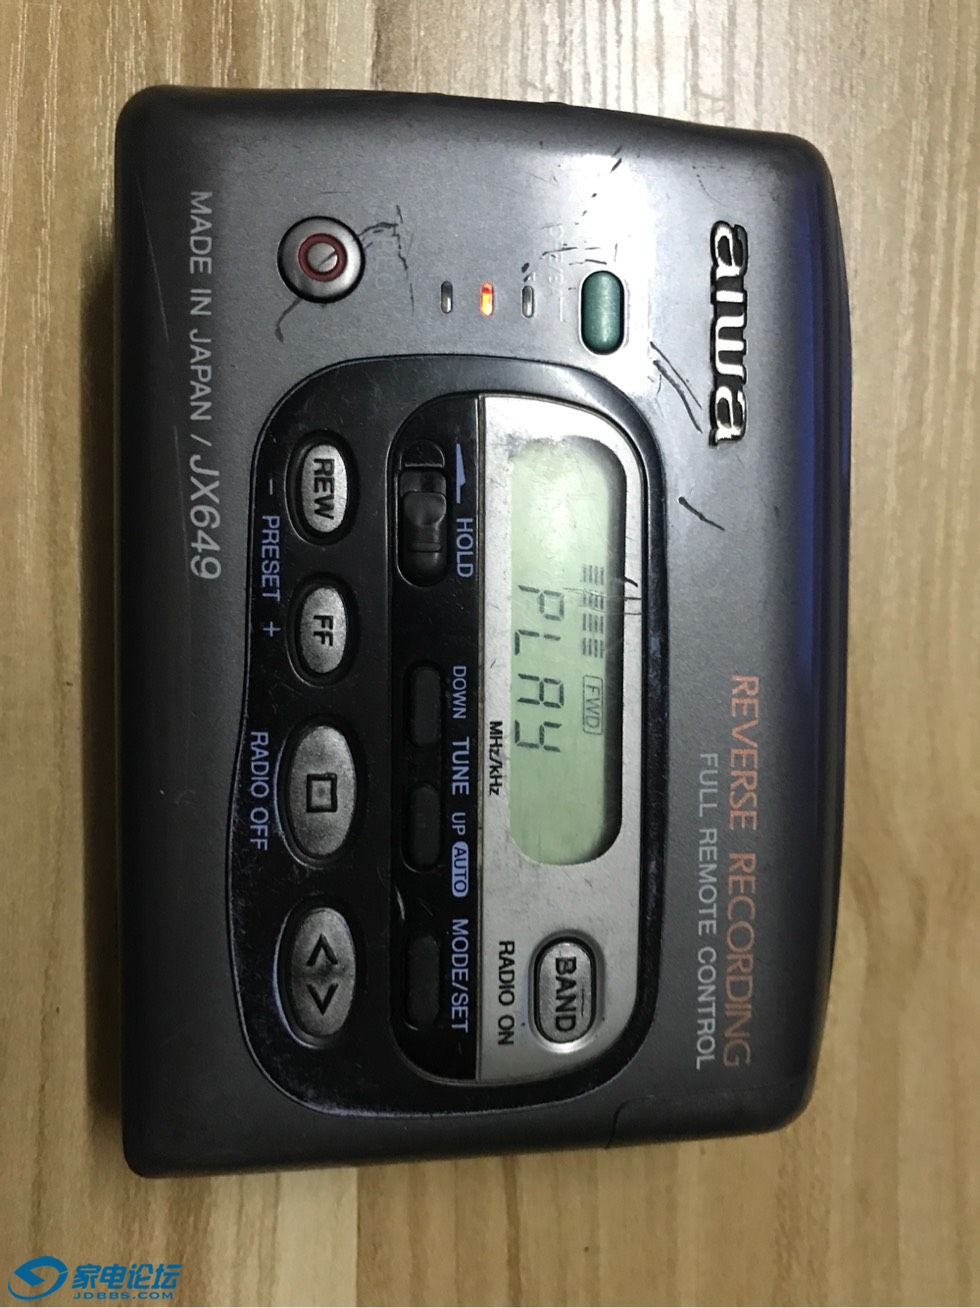 aiwa
REVERSE RECORDING
FULL REMOTE CONTROL
FWD
PLAY
MHz/kHz
BAND
RADIO ON
HOLD
DOWN TUNE UP AUTO MODE/SET
REW
FF
- PRESET +
RADIO OFF
MADE IN JAPAN / JX649
家电论坛
JDBBS.COM